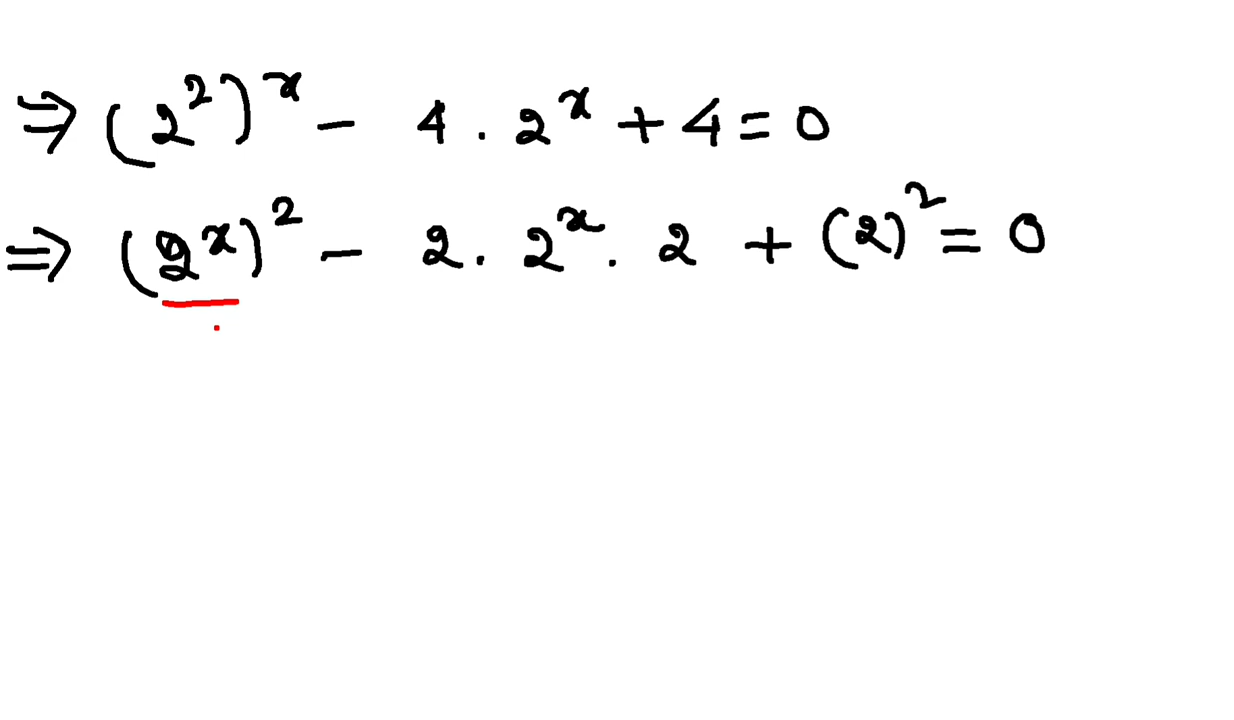 ⇒ (2²)ˣ - 4 . 2ˣ + 4 = 0
⇒ (2ˣ)² - 2 . 2ˣ . 2 + (2)² = 0